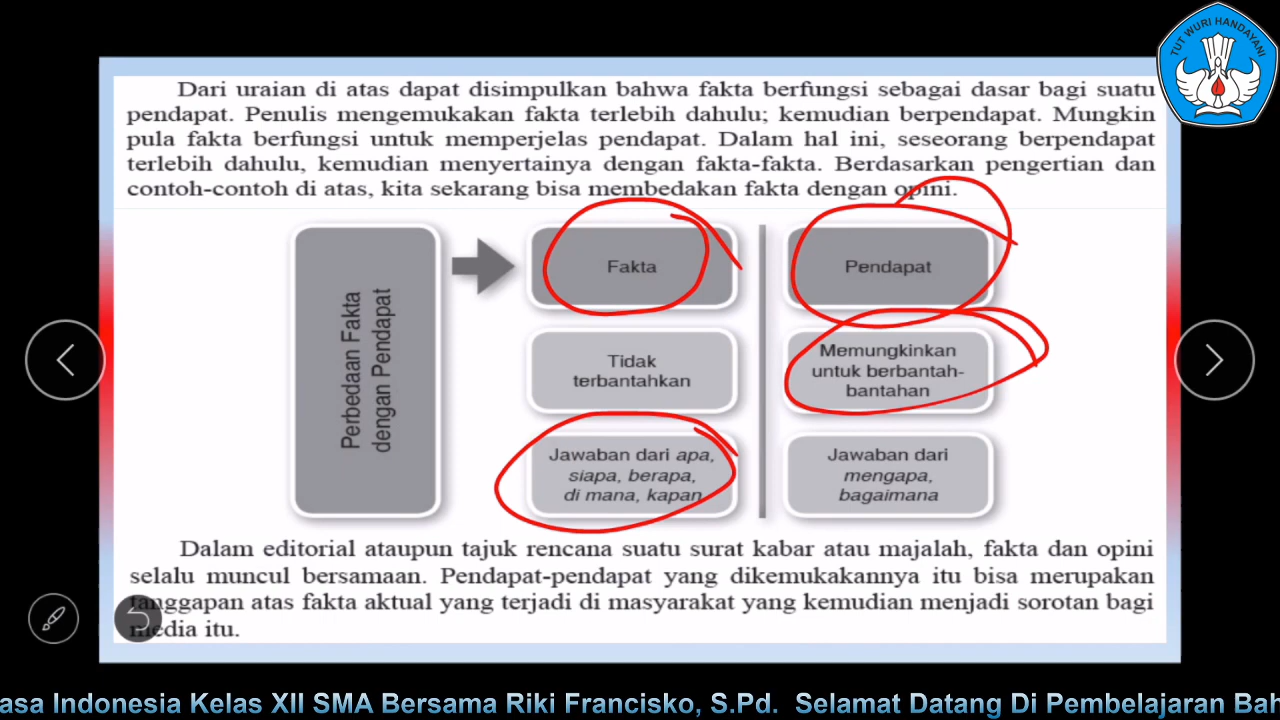 TUT WURI HANDAYANI
Dari uraian di atas dapat disimpulkan bahwa fakta berfungsi sebagai dasar bagi suatu
pendapat. Penulis mengemukakan fakta terlebih dahulu; kemudian berpendapat. Mungkin
pula fakta berfungsi untuk memperjelas pendapat. Dalam hal ini, seseorang berpendapat
terlebih dahulu, kemudian menyertainya dengan fakta-fakta. Berdasarkan pengertian dan
contoh-contoh di atas, kita sekarang bisa membedakan fakta dengan opini.
Perbedaan Fakta
dengan Pendapat
Fakta
Tidak
terbantahkan
Jawaban dari apa,
siapa, berapa,
di mana, kapan
Pendapat
Memungkinkan
untuk berbantah-
bantahan
Jawaban dari
mengapa,
bagaimana
Dalam editorial ataupun tajuk rencana suatu surat kabar atau majalah, fakta dan opini
selalu muncul bersamaan. Pendapat-pendapat yang dikemukakannya itu bisa merupakan
tanggapan atas fakta aktual yang terjadi di masyarakat yang kemudian menjadi sorotan bagi
media itu.
asa Indonesia Kelas XII SMA Bersama Riki Francisko, S.Pd. Selamat Datang Di Pembelajaran Bah